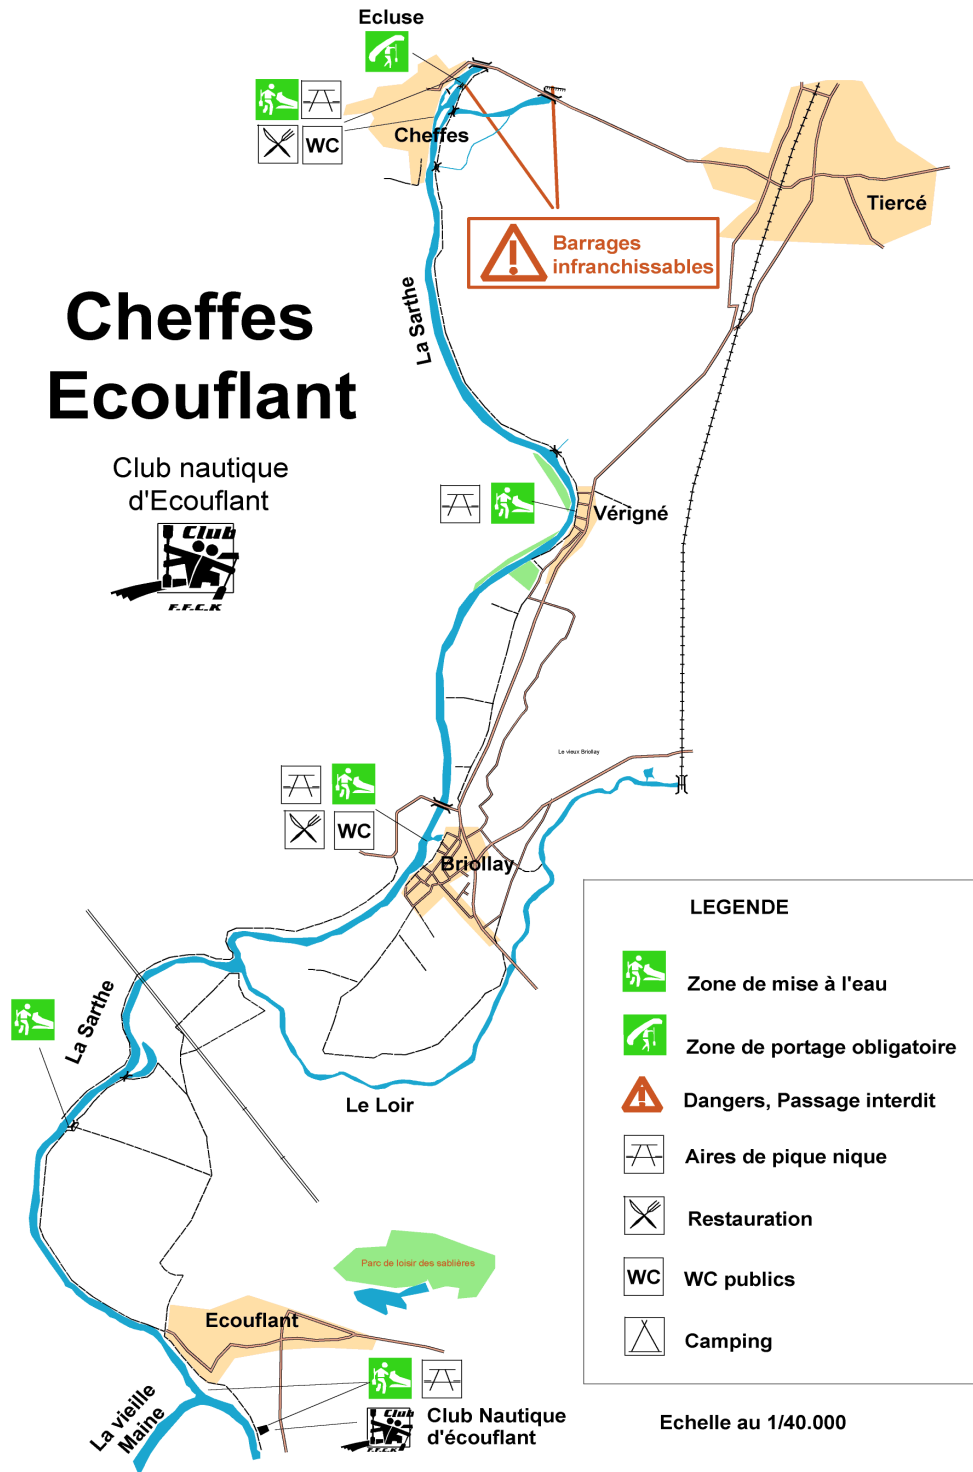 Ecluse
WC
Cheffes
Tiercé
Barrages
infranchissables
La Sarthe
Cheffes
Ecouflant
Club nautique
d'Ecouflant
Club
F.F.C.K
Vérigné
Le vieux Briollay
WC
Briollay
LEGENDE
Zone de mise à l'eau
Zone de portage obligatoire
Dangers, Passage interdit
Aires de pique nique
Restauration
WC
WC publics
Camping
Echelle au 1/40.000
La Sarthe
Le Loir
Parc de loisir des sablières
Ecouflant
La vieille
Maine
Club
F.F.C.K
Club Nautique
d'écouflant